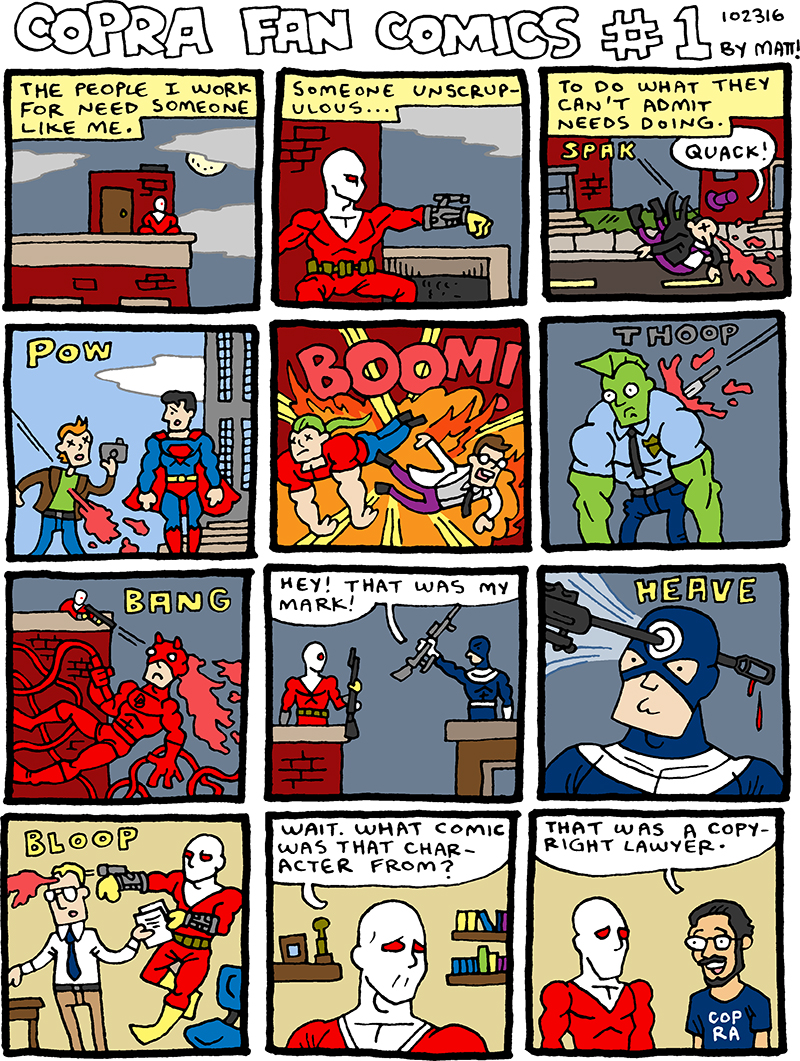 COPRA FAN COMICS #1
102316
BY MATT!
THE PEOPLE I WORK
FOR NEED SOMEONE
LIKE ME.
SOMEONE UNSCRUP-
ULOUS...
TO DO WHAT THEY
CAN'T ADMIT
NEEDS DOING.
SPAK
QUACK!
POW
BOOM!
THOOP
BANG
HEY! THAT WAS MY
MARK!
HEAVE
BLOOP
WAIT. WHAT COMIC
WAS THAT CHAR-
ACTER FROM?
THAT WAS A COPY-
RIGHT LAWYER.
COP
RA